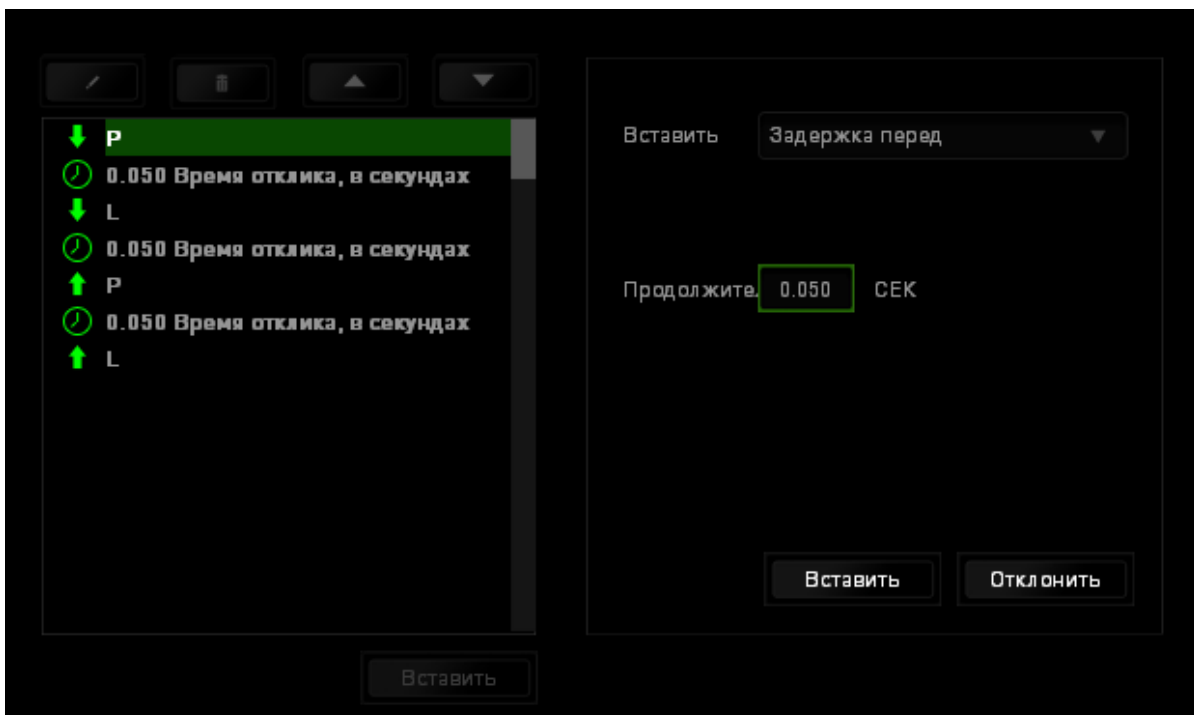 P
0.050 Время отклика, в секундах
L
0.050 Время отклика, в секундах
P
0.050 Время отклика, в секундах
L
Вставить
Вставить Задержка перед
Продолжите 0.050 СЕК
Вставить Отклонить